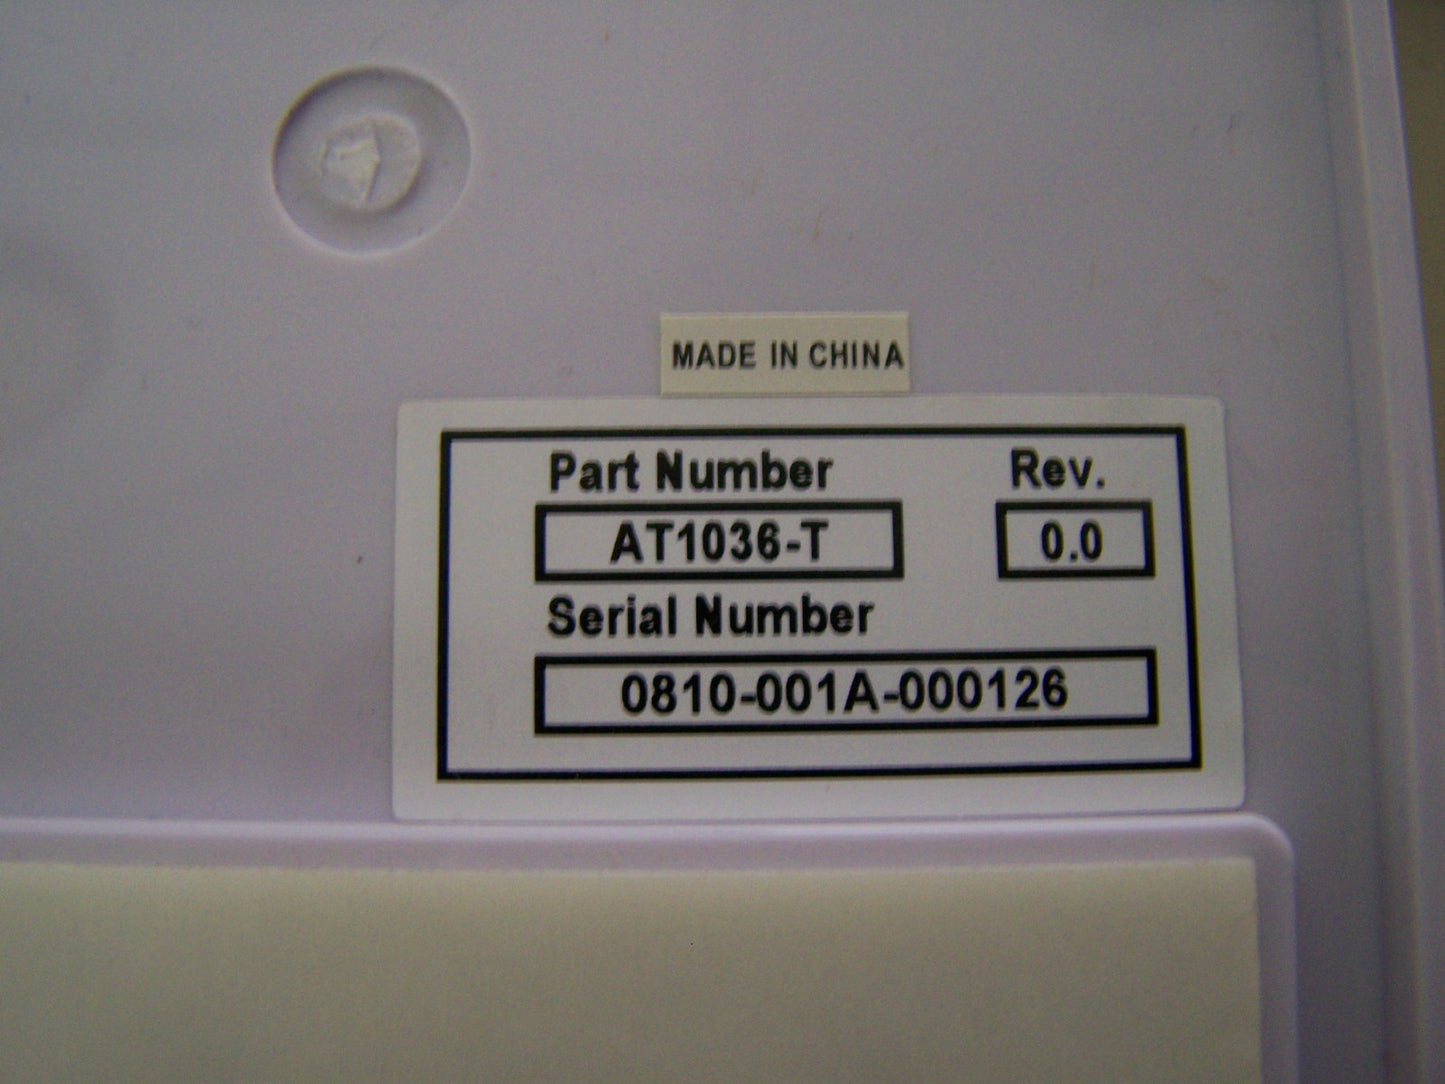 MADE IN CHINA
Part Number Rev.
AT1036-T 0.0
Serial Number
0810-001A-000126